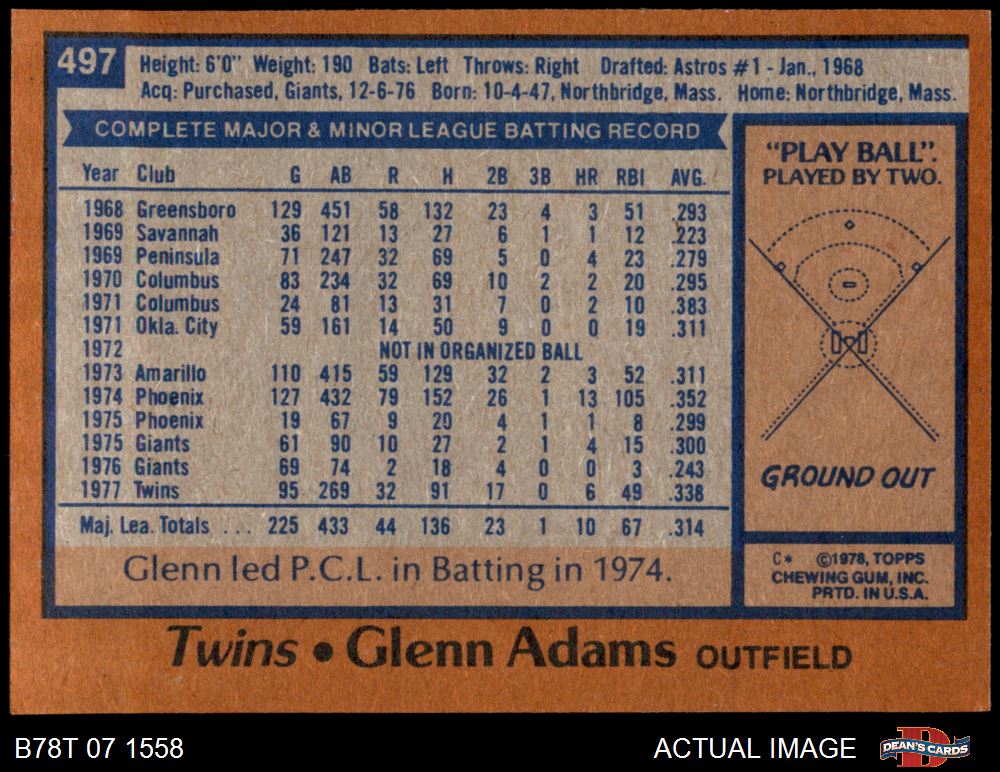 497
Height: 6'0" Weight: 190 Bats: Left Throws: Right Drafted: Astros #1 - Jan., 1968
Acq: Purchased, Giants, 12-6-76 Born: 10-4-47, Northbridge, Mass. Home: Northbridge, Mass.
COMPLETE MAJOR & MINOR LEAGUE BATTING RECORD
Year Club G AB R H 2B 3B HR RBI AVG.
1968 Greensboro 129 451 58 132 23 4 3 51 .293
1969 Savannah 36 121 13 27 6 1 1 12 .223
1969 Peninsula 71 247 32 69 5 0 4 23 .279
1970 Columbus 83 234 32 69 10 2 2 20 .295
1971 Columbus 24 81 13 31 7 0 2 10 .383
1971 Okla. City 59 161 14 50 9 0 0 19 .311
1972 NOT IN ORGANIZED BALL
1973 Amarillo 110 415 59 129 32 2 3 52 .311
1974 Phoenix 127 432 79 152 26 1 13 105 .352
1975 Phoenix 19 67 9 20 4 1 1 8 .299
1975 Giants 61 90 10 27 2 1 4 15 .300
1976 Giants 69 74 2 18 4 0 0 3 .243
1977 Twins 95 269 32 91 17 0 6 49 .338
Maj. Lea. Totals ... 225 433 44 136 23 1 10 67 .314
Glenn led P.C.L. in Batting in 1974.
"PLAY BALL".
PLAYED BY TWO.
GROUND OUT
C* ©1978, TOPPS
CHEWING GUM, INC.
PRTD. IN U.S.A.
Twins • Glenn Adams OUTFIELD
B78T 07 1558
ACTUAL IMAGE
D
DEAN'S CARDS